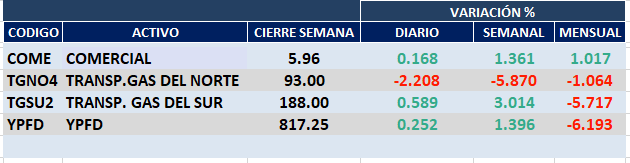 VARIACIÓN %
CODIGO ACTIVO CIERRE SEMANA DIARIO SEMANAL MENSUAL
COME COMERCIAL 5.96 0.168 1.361 1.017
TGNO4 TRANSP.GAS DEL NORTE 93.00 -2.208 -5.870 -1.064
TGSU2 TRANSP. GAS DEL SUR 188.00 0.589 3.014 -5.717
YPFD YPFD 817.25 0.252 1.396 -6.193